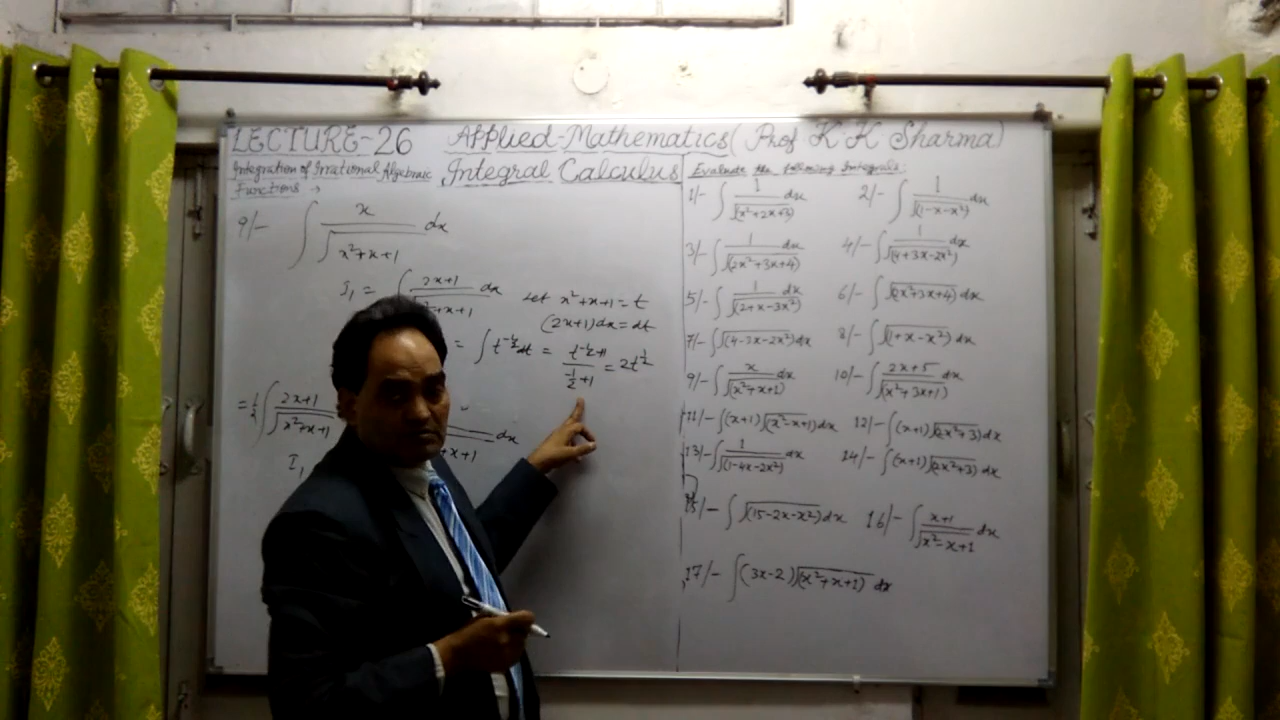 LECTURE-26 Applied-Mathematics( Prof K K Sharma)
Integration of Irrational Algebraic Functions → Integral Calculus
9/- ∫ x/√(x²+x+1) dx
I₁ = ∫ 2x+1 / x²+x+1 dx Let x²+x+1 = t
(2x+1)dx = dt
= ∫ t^(-1/2) dt = t^(-1/2+1) / (1/2+1) = 2t^(1/2)
= 1/2 ∫ 2x+1/√(x²+x+1) - +x+1 dx
I₁
Evaluate the following Integrals:
1/- ∫ 1/√(x²+2x+3) dx 2/- ∫ 1/√(1-x-x²) dx
3/- ∫ 1/√(2x²+3x+4) dx 4/- ∫ 1/√(4+3x-2x²) dx
5/- ∫ 1/√(2+x-3x²) dx 6/- ∫ √(2x²+3x+4) dx
7/- ∫ √(4-3x-2x²) dx 8/- ∫ √(1+x-x²) dx
9/- ∫ x/√(x²+x+1) dx 10/- ∫ 2x+5/√(x²+3x+1) dx
11/- ∫ (x+1)√(x²-x+1) dx 12/- ∫ (x+1)√(2x²+3) dx
13/- ∫ 1/√(1-4x-2x²) dx 14/- ∫ (x+1)√(2x²+3) dx
15/- ∫ √(15-2x-x²) dx 16/- ∫ x+1/√(x²-x+1) dx
17/- ∫ (3x-2)√(x²+x+1) dx